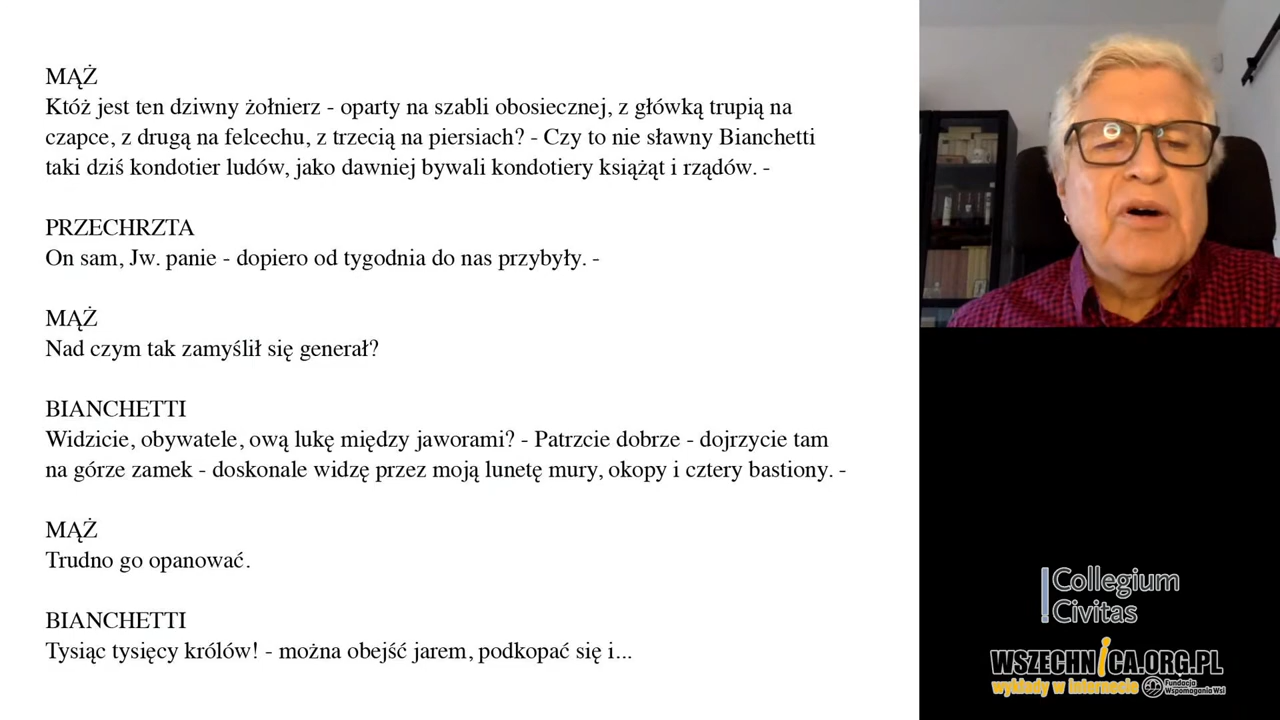 MĄŻ
Któż jest ten dziwny żołnierz - oparty na szabli obosiecznej, z główką trupią na
czapce, z drugą na felcechu, z trzecią na piersiach? - Czy to nie sławny Bianchetti
taki dziś kondotier ludów, jako dawniej bywali kondotiery książąt i rządów. -
PRZECHRZTA
On sam, Jw. panie - dopiero od tygodnia do nas przybyły. -
MĄŻ
Nad czym tak zamyślił się generał?
BIANCHETTI
Widzicie, obywatele, ową lukę między jaworami? - Patrzcie dobrze - dojrzycie tam
na górze zamek - doskonale widzę przez moją lunetę mury, okopy i cztery bastiony. -
MĄŻ
Trudno go opanować.
BIANCHETTI
Tysiąc tysięcy królów! - można obejść jarem, podkopać się i...
Collegium
Civitas
WSZECHNICA.ORG.PL
wykłady w internecie
Fundacja
Wspomagania Wsi